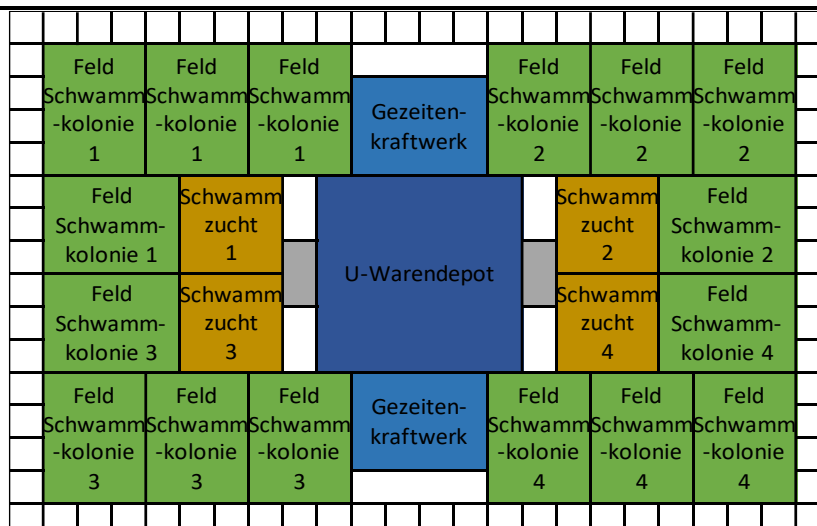 Feld
Schwamm
-kolonie
1
Feld
Schwamm
-kolonie
1
Feld
Schwamm
-kolonie
1
Gezeiten-
kraftwerk
Feld
Schwamm
-kolonie
2
Feld
Schwamm
-kolonie
2
Feld
Schwamm
-kolonie
2
Feld
Schwamm-
kolonie 1
Schwamm
zucht
1
U-Warendepot
Schwamm
zucht
2
Feld
Schwamm-
kolonie 2
Feld
Schwamm-
kolonie 3
Schwamm
zucht
3
Schwamm
zucht
4
Feld
Schwamm-
kolonie 4
Feld
Schwamm
-kolonie
3
Feld
Schwamm
-kolonie
3
Feld
Schwamm
-kolonie
3
Gezeiten-
kraftwerk
Feld
Schwamm
-kolonie
4
Feld
Schwamm
-kolonie
4
Feld
Schwamm
-kolonie
4